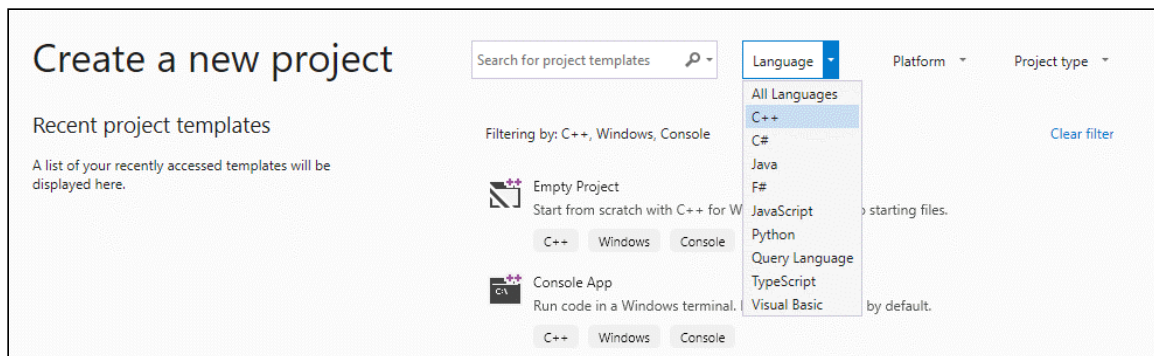 Create a new project
Search for project templates
Language
Platform
Project type
All Languages
C++
C#
Java
F#
JavaScript
Python
Query Language
TypeScript
Visual Basic
Recent project templates
A list of your recently accessed templates will be
displayed here.
Filtering by: C++, Windows, Console
Clear filter
Empty Project
Start from scratch with C++ for starting files.
C++ Windows Console
C:\
Console App
Run code in a Windows terminal. by default.
C++ Windows Console